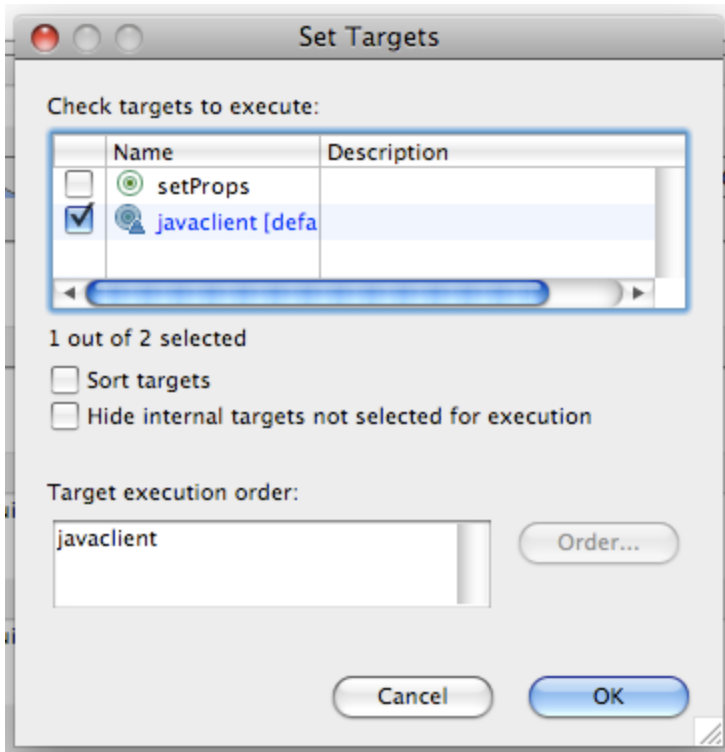 Set Targets
Check targets to execute:
Name Description
setProps
javaclient [defa
1 out of 2 selected
Sort targets
Hide internal targets not selected for execution
Target execution order:
javaclient
Order...
Cancel OK